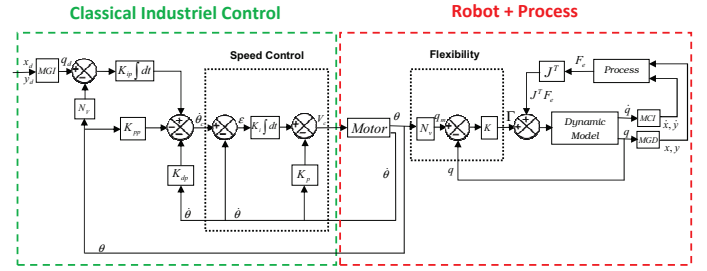 Classical Industriel Control
Robot + Process
Speed Control
Flexibility
x_d
y_d
MGI
q_d
K_ip ∫ dt
N_v
K_pp
K_dp
θ̇
ε
K_i ∫ dt
V_c
K_p
Motor
θ
N_v
q_m
K
Γ
J^T
J^T F_e
F_e
Process
Dynamic
Model
q̇
MCI
ẋ, ẏ
q
MGD
x, y
q
θ̇
θ̇
θ̇
θ